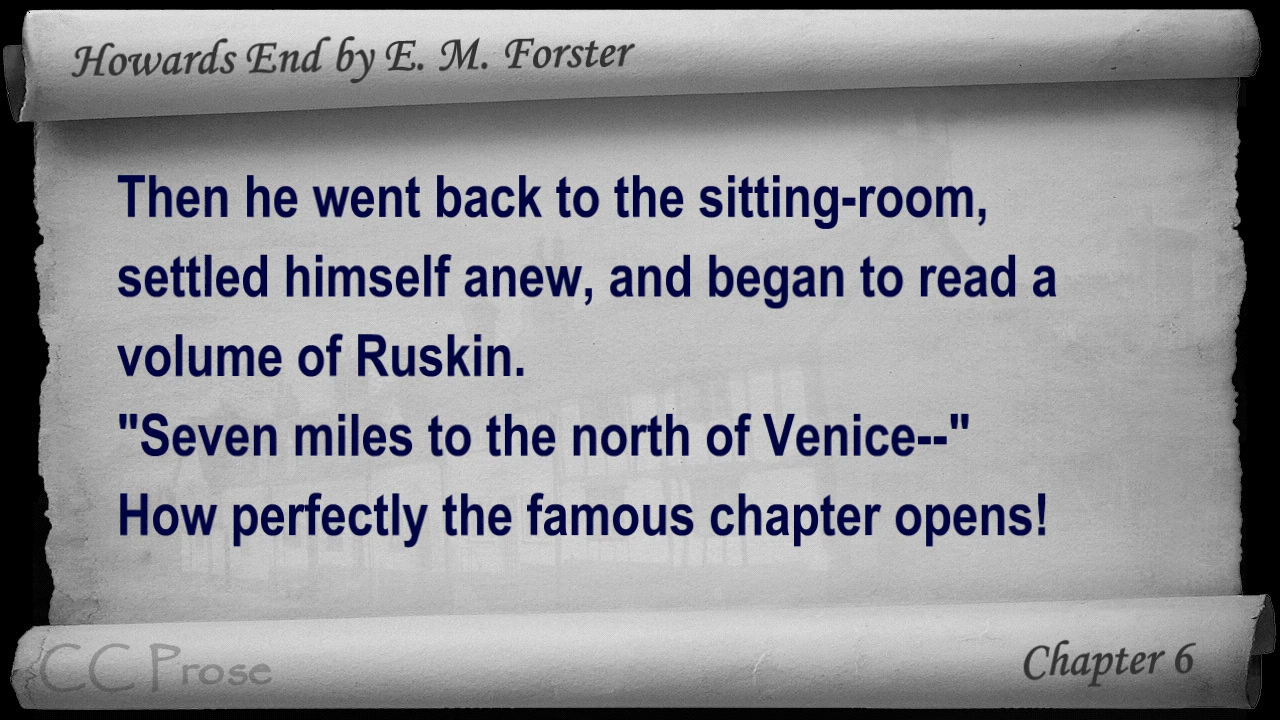 Howards End by E. M. Forster
Then he went back to the sitting-room,
settled himself anew, and began to read a
volume of Ruskin.
"Seven miles to the north of Venice--"
How perfectly the famous chapter opens!
CC Prose
Chapter 6